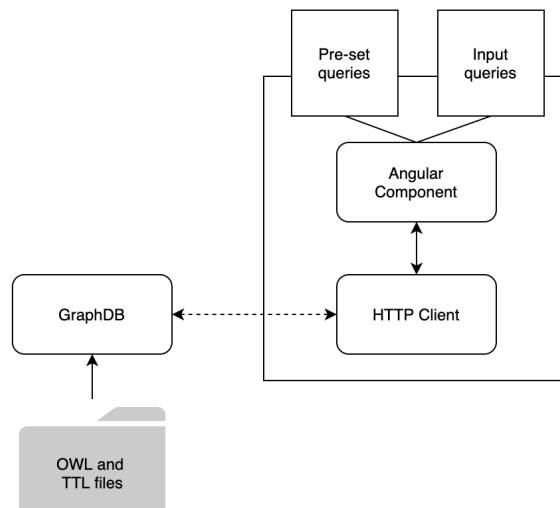 Pre-set
queries
Input
queries
Angular
Component
GraphDB
HTTP Client
OWL and
TTL files